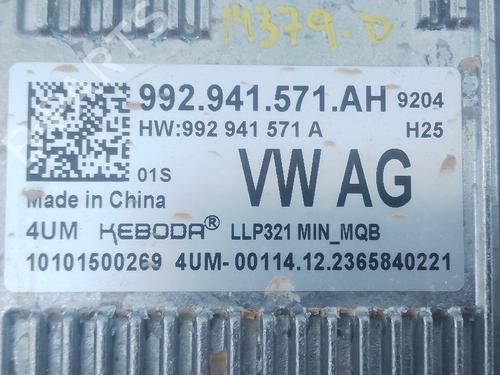 14379.D
992.941.571.AH 9204
HW:992 941 571 A H25
01S
VW AG
Made in China
4UM KEBODA® LLP321 MIN_MQB
10101500269 4UM-00114.12.2365840221